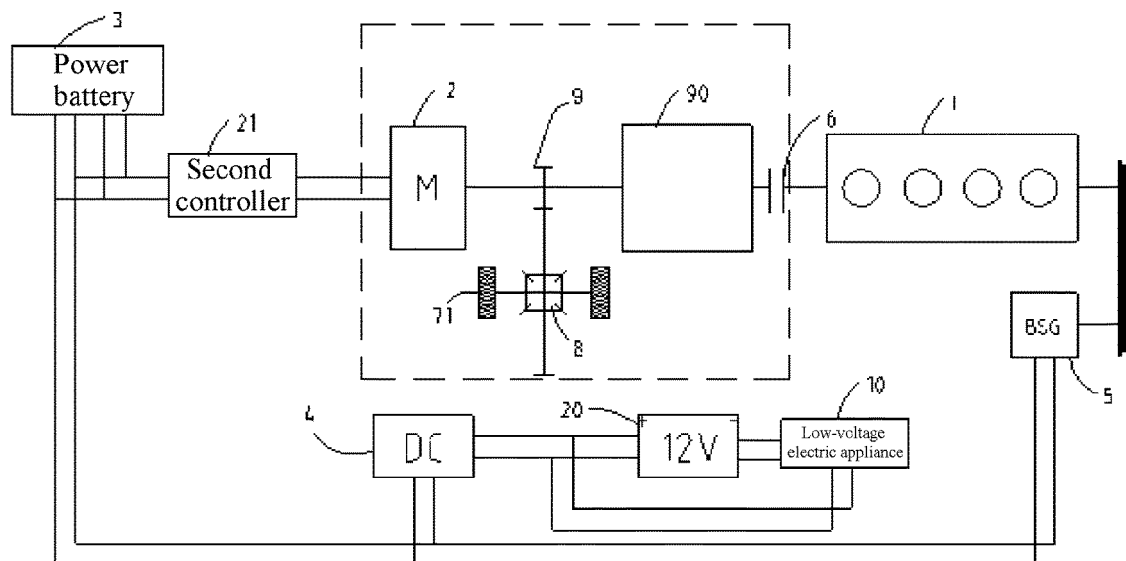 3
Power
battery
21
Second
controller
2
M
9
90
6
1
71
8
BSG
5
4
DC
20
+ −
12V
10
Low-voltage
electric appliance